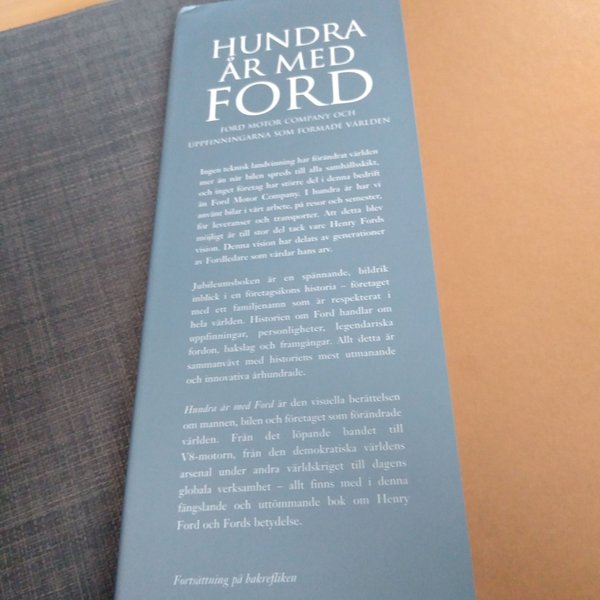 HUNDRA
ÅR MED
FORD
FORD MOTOR COMPANY OCH
UPPFINNINGARNA SOM FORMADE VÄRLDEN
Ingen teknisk landvinning har förändrat världen
mer än när bilen spreds till alla samhällsskikt,
och inget företag har större del i denna bedrift
än Ford Motor Company. I hundra år har vi
använt bilar i vårt arbete, på resor och semester,
för leveranser och transporter. Att detta blev
möjligt är till stor del tack vare Henry Fords
vision. Denna vision har delats av generationer
av Fordledare som vårdar hans arv.
Jubileumsboken är en spännande, bildrik
inblick i en företagsikons historia – företaget
med ett familjenamn som är respekterat i
hela världen. Historien om Ford handlar om
uppfinningar, personligheter, legendariska
fordon, bakslag och framgångar. Allt detta är
sammanvävt med historiens mest utmanande
och innovativa århundrade.
Hundra år med Ford är den visuella berättelsen
om mannen, bilen och företaget som förändrade
världen. Från det löpande bandet till
V8-motorn, från den demokratiska världens
arsenal under andra världskriget till dagens
globala verksamhet – allt finns med i denna
fängslande och uttömmande bok om Henry
Ford och Fords betydelse.
Fortsättning på bakrefliken